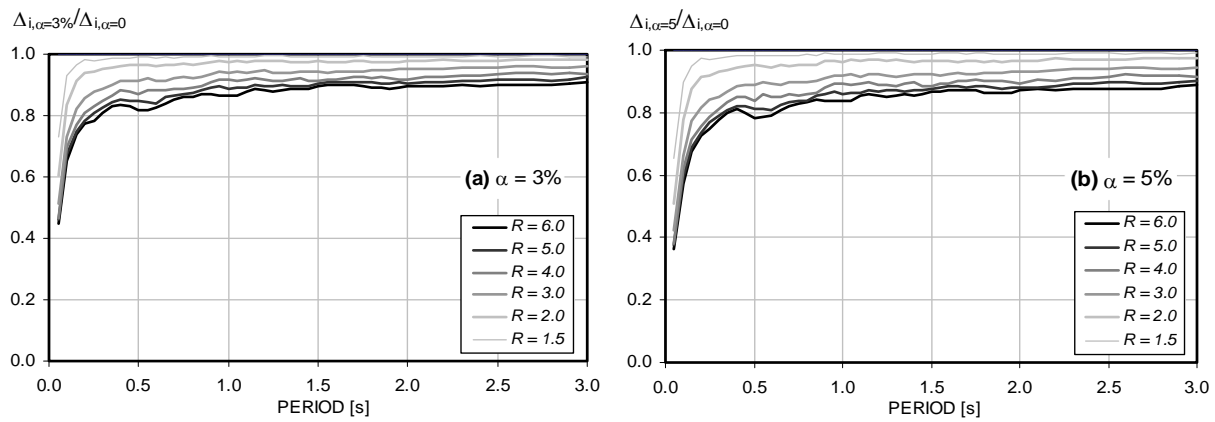 Δi,α=3%/Δi,α=0
1.0
0.8
0.6
0.4
0.2
0.0
0.0 0.5 1.0 1.5 2.0 2.5 3.0
PERIOD [s]
(a) α = 3%
R = 6.0
R = 5.0
R = 4.0
R = 3.0
R = 2.0
R = 1.5
Δi,α=5/Δi,α=0
1.0
0.8
0.6
0.4
0.2
0.0
0.0 0.5 1.0 1.5 2.0 2.5 3.0
PERIOD [s]
(b) α = 5%
R = 6.0
R = 5.0
R = 4.0
R = 3.0
R = 2.0
R = 1.5